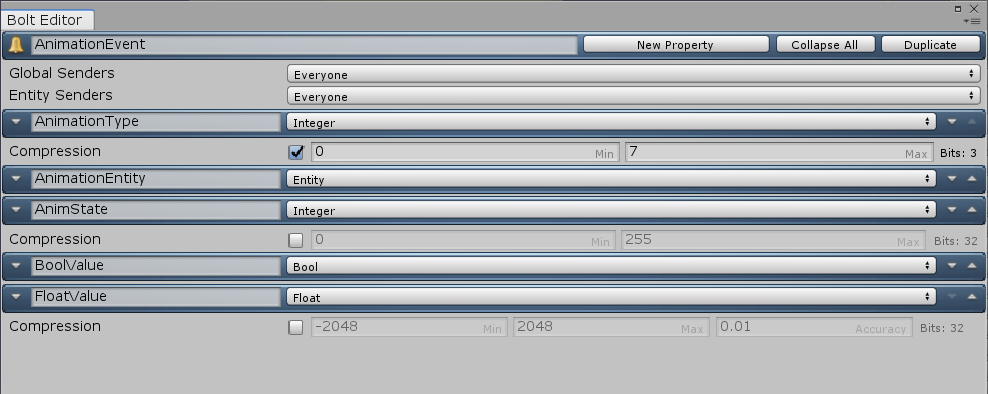 Bolt Editor
AnimationEvent New Property Collapse All Duplicate
Global Senders Everyone
Entity Senders Everyone
AnimationType Integer
Compression 0 Min 7 Max Bits: 3
AnimationEntity Entity
AnimState Integer
Compression 0 Min 255 Max Bits: 32
BoolValue Bool
FloatValue Float
Compression -2048 Min 2048 Max 0.01 Accuracy Bits: 32